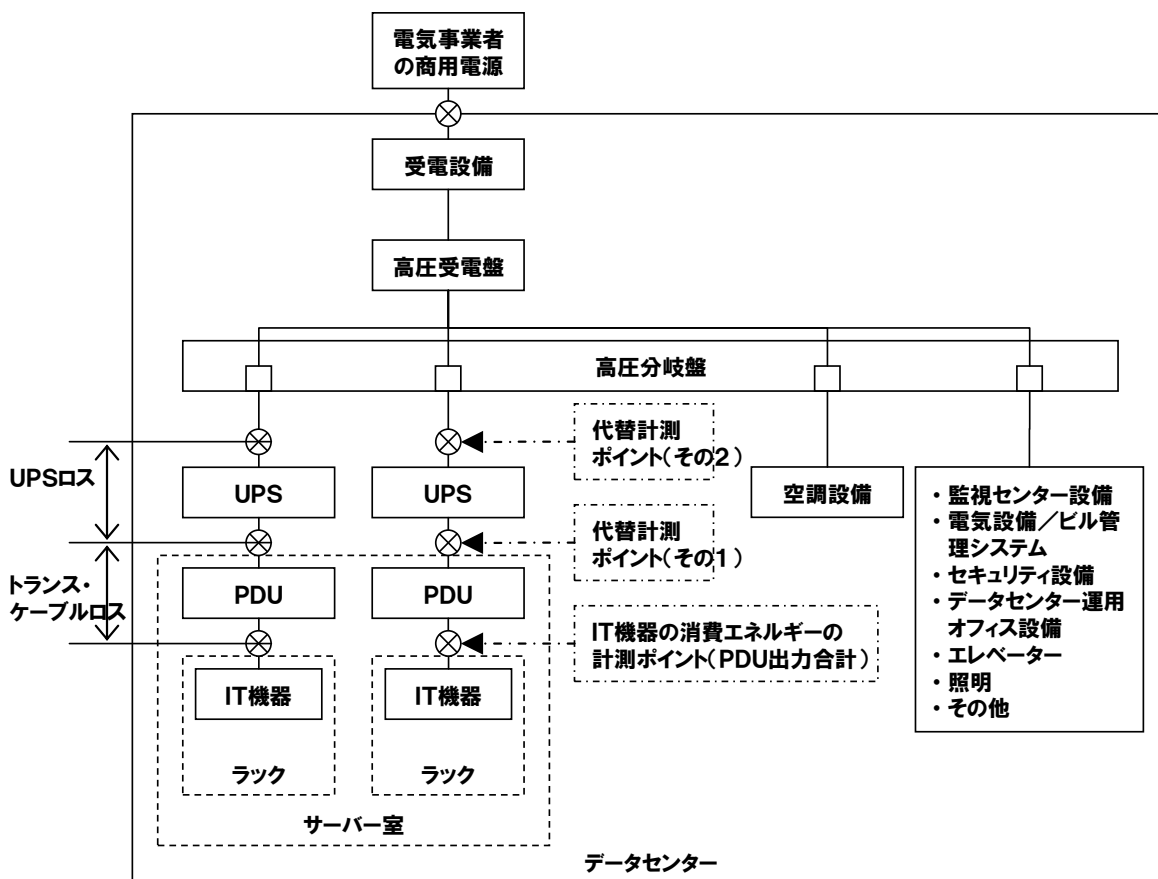 電気事業者
の商用電源
受電設備
高圧受電盤
高圧分岐盤
代替計測
ポイント(その2)
UPSロス
UPS
UPS
空調設備
代替計測
ポイント(その1)
トランス・
ケーブルロス
PDU
PDU
IT機器の消費エネルギーの
計測ポイント(PDU出力合計)
IT機器
IT機器
ラック
ラック
サーバー室
・監視センター設備
・電気設備/ビル管
理システム
・セキュリティ設備
・データセンター運用
オフィス設備
・エレベーター
・照明
・その他
データセンター